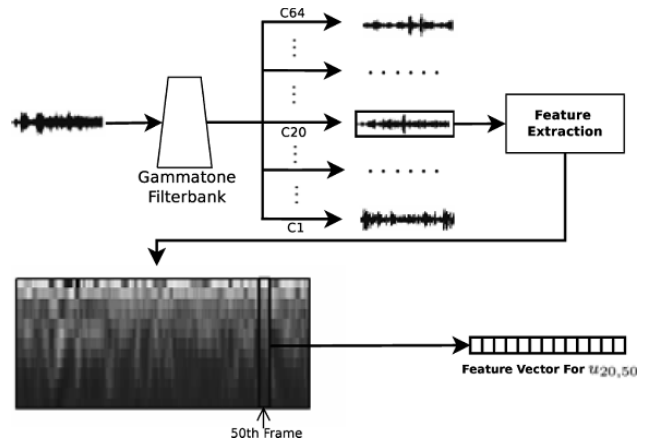 C64
C20
C1
Gammatone
Filterbank
Feature
Extraction
50th Frame
Feature Vector For u20,50